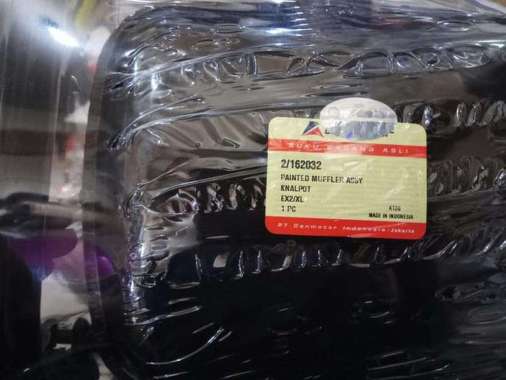 SUKU CADANG ASLI
2/162032
PAINTED MUFFLER ASSY
KNALPOT
EX2/XL
1 PC
MADE IN INDONESIA
PT Denmotor Indonesia-Jakarta